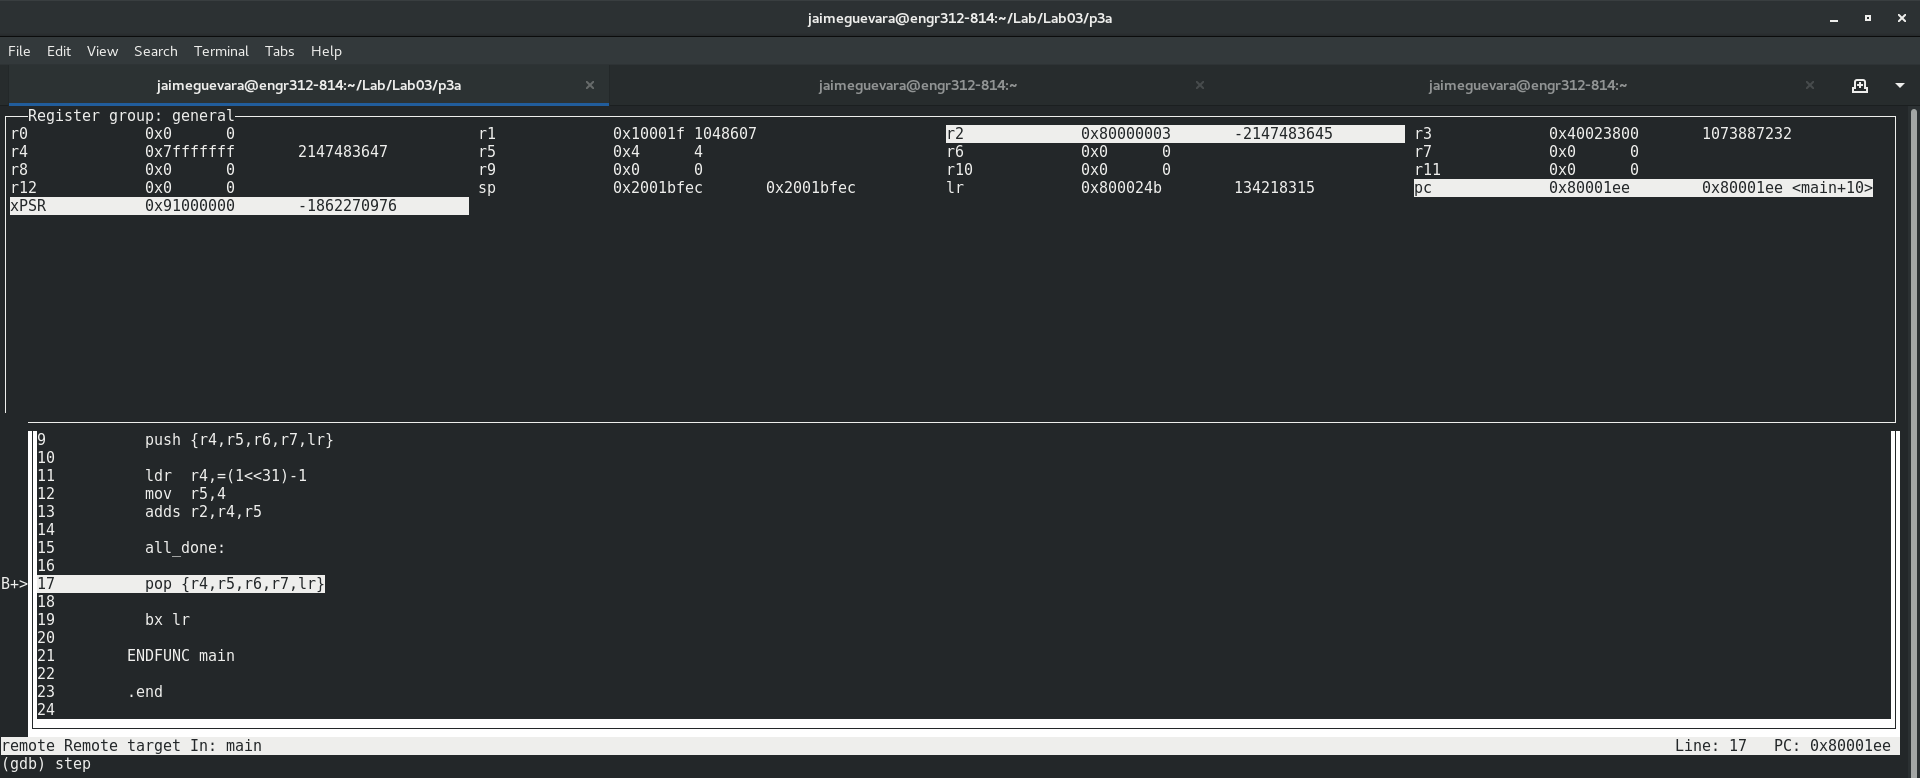 jaimeguevara@engr312-814:~/Lab/Lab03/p3a
File Edit View Search Terminal Tabs Help
jaimeguevara@engr312-814:~/Lab/Lab03/p3a × jaimeguevara@engr312-814:~ × jaimeguevara@engr312-814:~ ×
Register group: general
r0 0x0 0 r1 0x10001f 1048607 r2 0x80000003 -2147483645 r3 0x40023800 1073887232
r4 0x7fffffff 2147483647 r5 0x4 4 r6 0x0 0 r7 0x0 0
r8 0x0 0 r9 0x0 0 r10 0x0 0 r11 0x0 0
r12 0x0 0 sp 0x2001bfec 0x2001bfec lr 0x800024b 134218315 pc 0x80001ee 0x80001ee <main+10>
xPSR 0x91000000 -1862270976
9 push {r4,r5,r6,r7,lr}
10
11 ldr r4,=(1<<31)-1
12 mov r5,4
13 adds r2,r4,r5
14
15 all_done:
16
B+> 17 pop {r4,r5,r6,r7,lr}
18
19 bx lr
20
21 ENDFUNC main
22
23 .end
24
remote Remote target In: main Line: 17 PC: 0x80001ee
(gdb) step